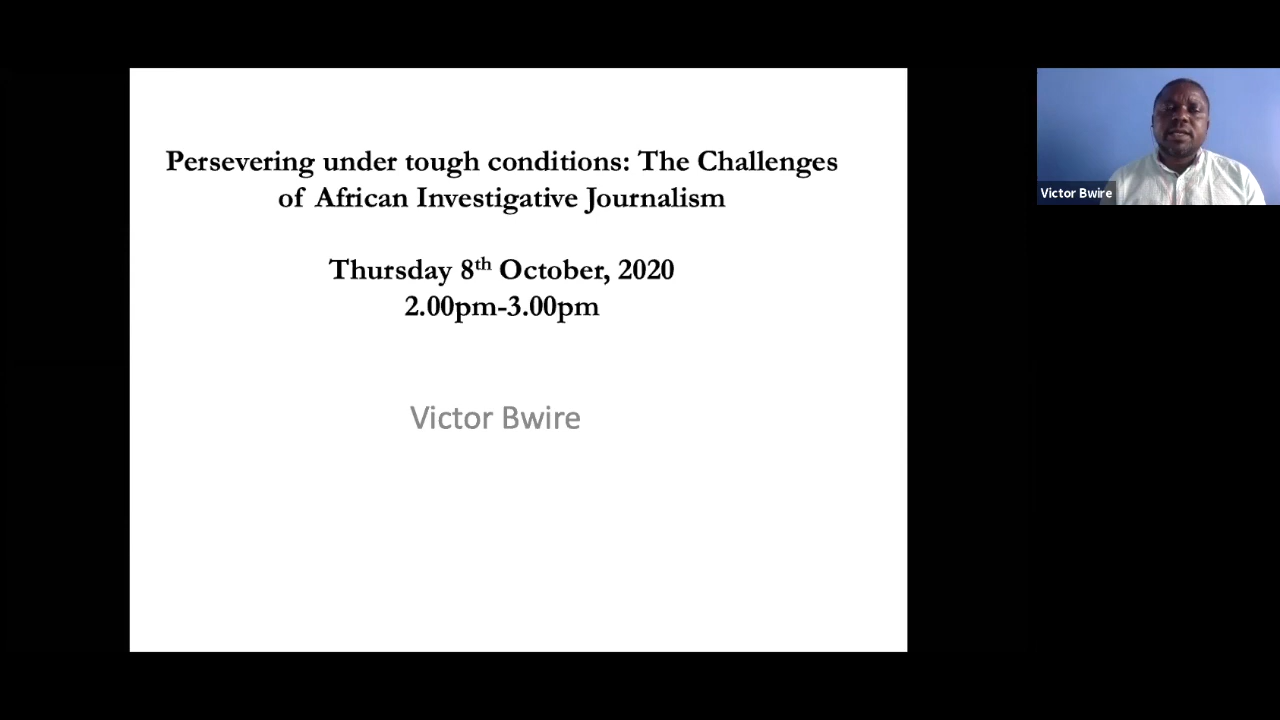 Persevering under tough conditions: The Challenges
of African Investigative Journalism
Thursday 8th October, 2020
2.00pm-3.00pm
Victor Bwire
Victor Bwire